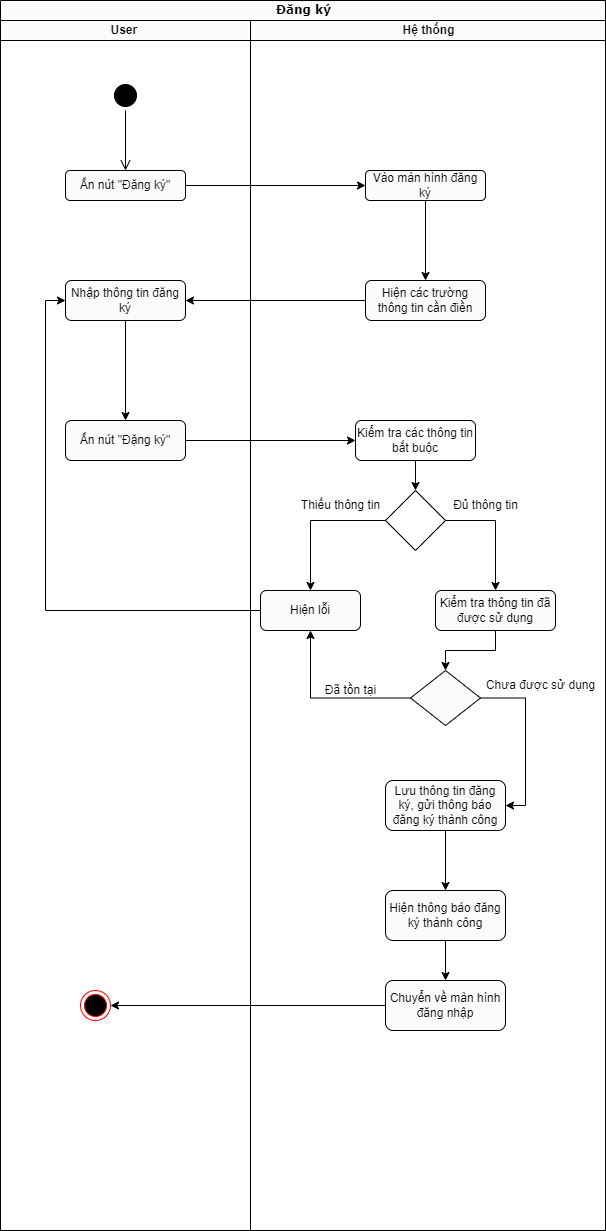 Đăng ký
User
Hệ thống
Ấn nút "Đăng ký"
Vào màn hình đăng
ký
Nhập thông tin đăng
ký
Hiện các trường
thông tin cần điền
Ấn nút "Đặng ký"
Kiểm tra các thông tin
bắt buộc
Thiếu thông tin
Đủ thông tin
Hiện lỗi
Kiểm tra thông tin đã
được sử dụng
Đã tồn tại
Chưa được sử dụng
Lưu thông tin đăng
ký, gửi thông báo
đăng ký thành công
Hiện thông báo đăng
ký thành công
Chuyển về màn hình
đăng nhập